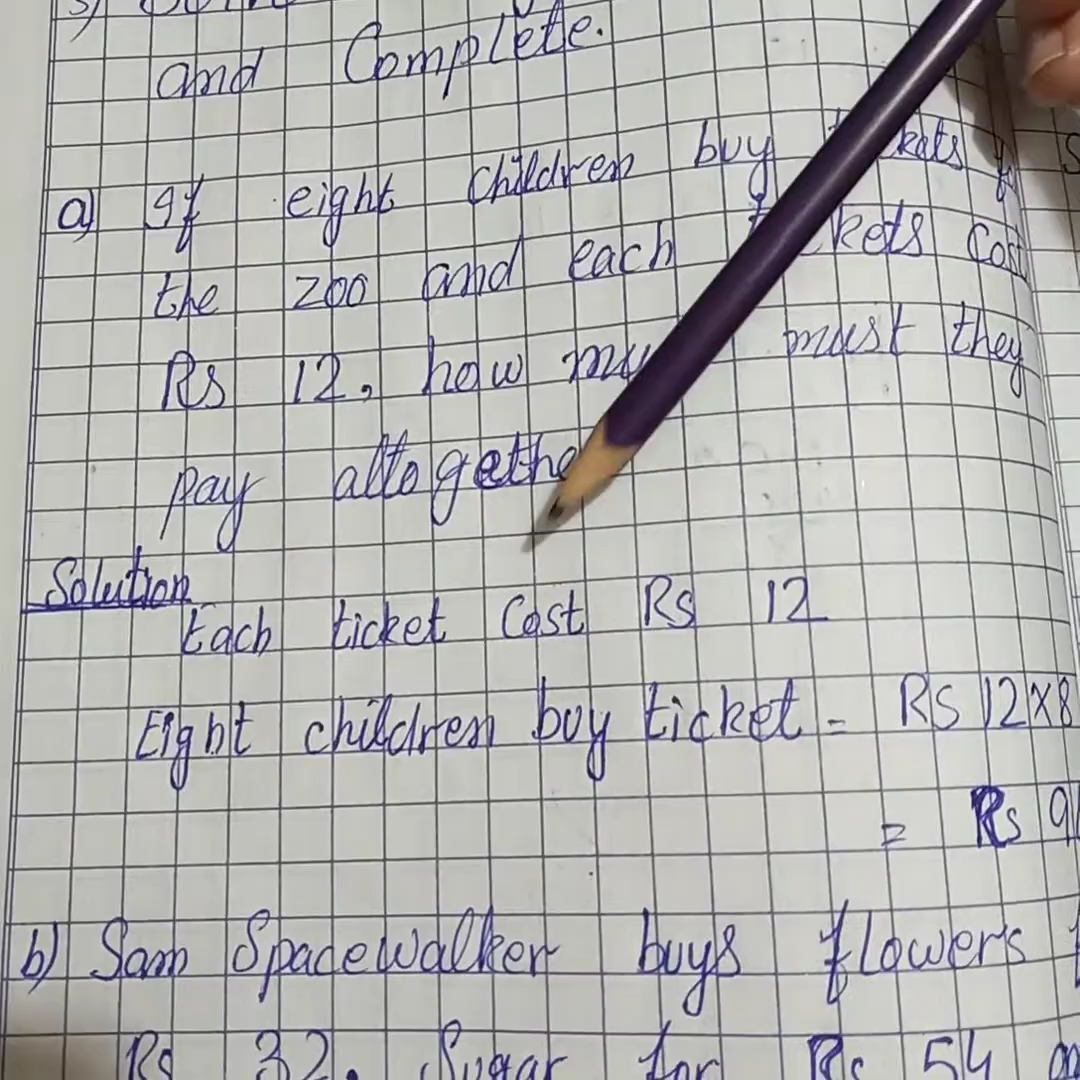 and Complete.
a) If eight children buy
the zoo and each
Rs 12, how must they
pay
Solution
Each ticket Cost Rs 12
Eight children buy ticket = Rs 12x8
= Rs
b) Sam Spacewalker buys flowers
Rs 32. Sugar for Rs 54